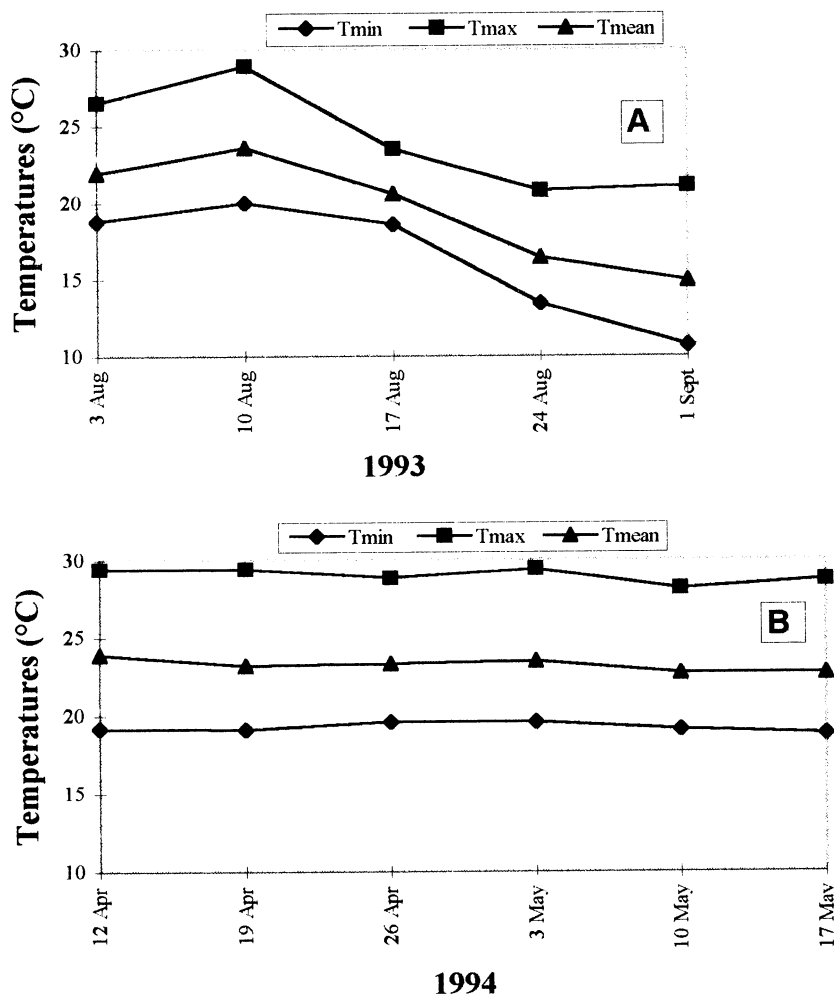 Tmin Tmax Tmean
Temperatures (°C)
30
25
20
15
10
A
3 Aug
10 Aug
17 Aug
24 Aug
1 Sept
1993
Tmin Tmax Tmean
Temperatures (°C)
30
25
20
15
10
B
12 Apr
19 Apr
26 Apr
3 May
10 May
17 May
1994